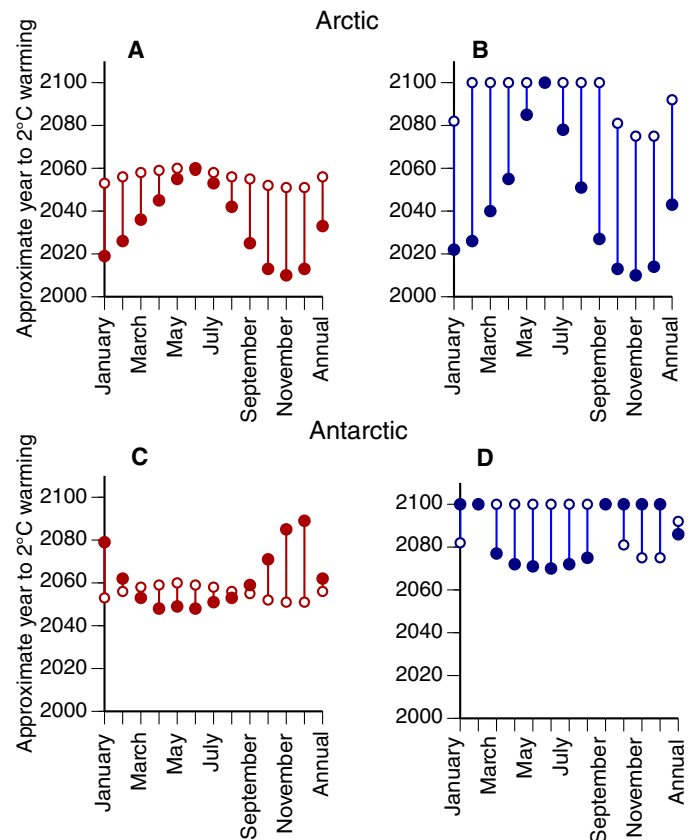 Arctic
A
B
Approximate year to 2°C warming
2100
2080
2060
2040
2020
2000
January
March
May
July
September
November
Annual
2100
2080
2060
2040
2020
2000
January
March
May
July
September
November
Annual
Antarctic
C
D
Approximate year to 2°C warming
2100
2080
2060
2040
2020
2000
January
March
May
July
September
November
Annual
2100
2080
2060
2040
2020
2000
January
March
May
July
September
November
Annual